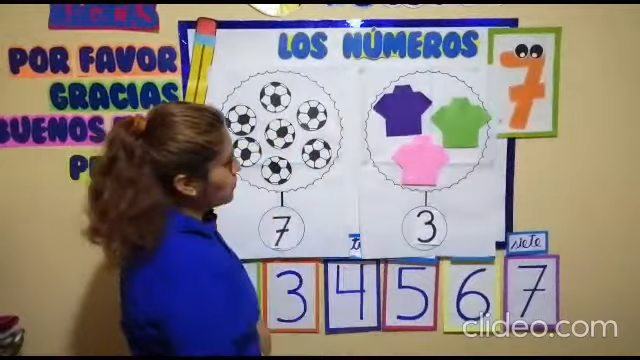 POR FAVOR
GRACIAS
BUENOS
LOS NÚMEROS
7
7
3
siete
3 4 5 6 7
clideo.com